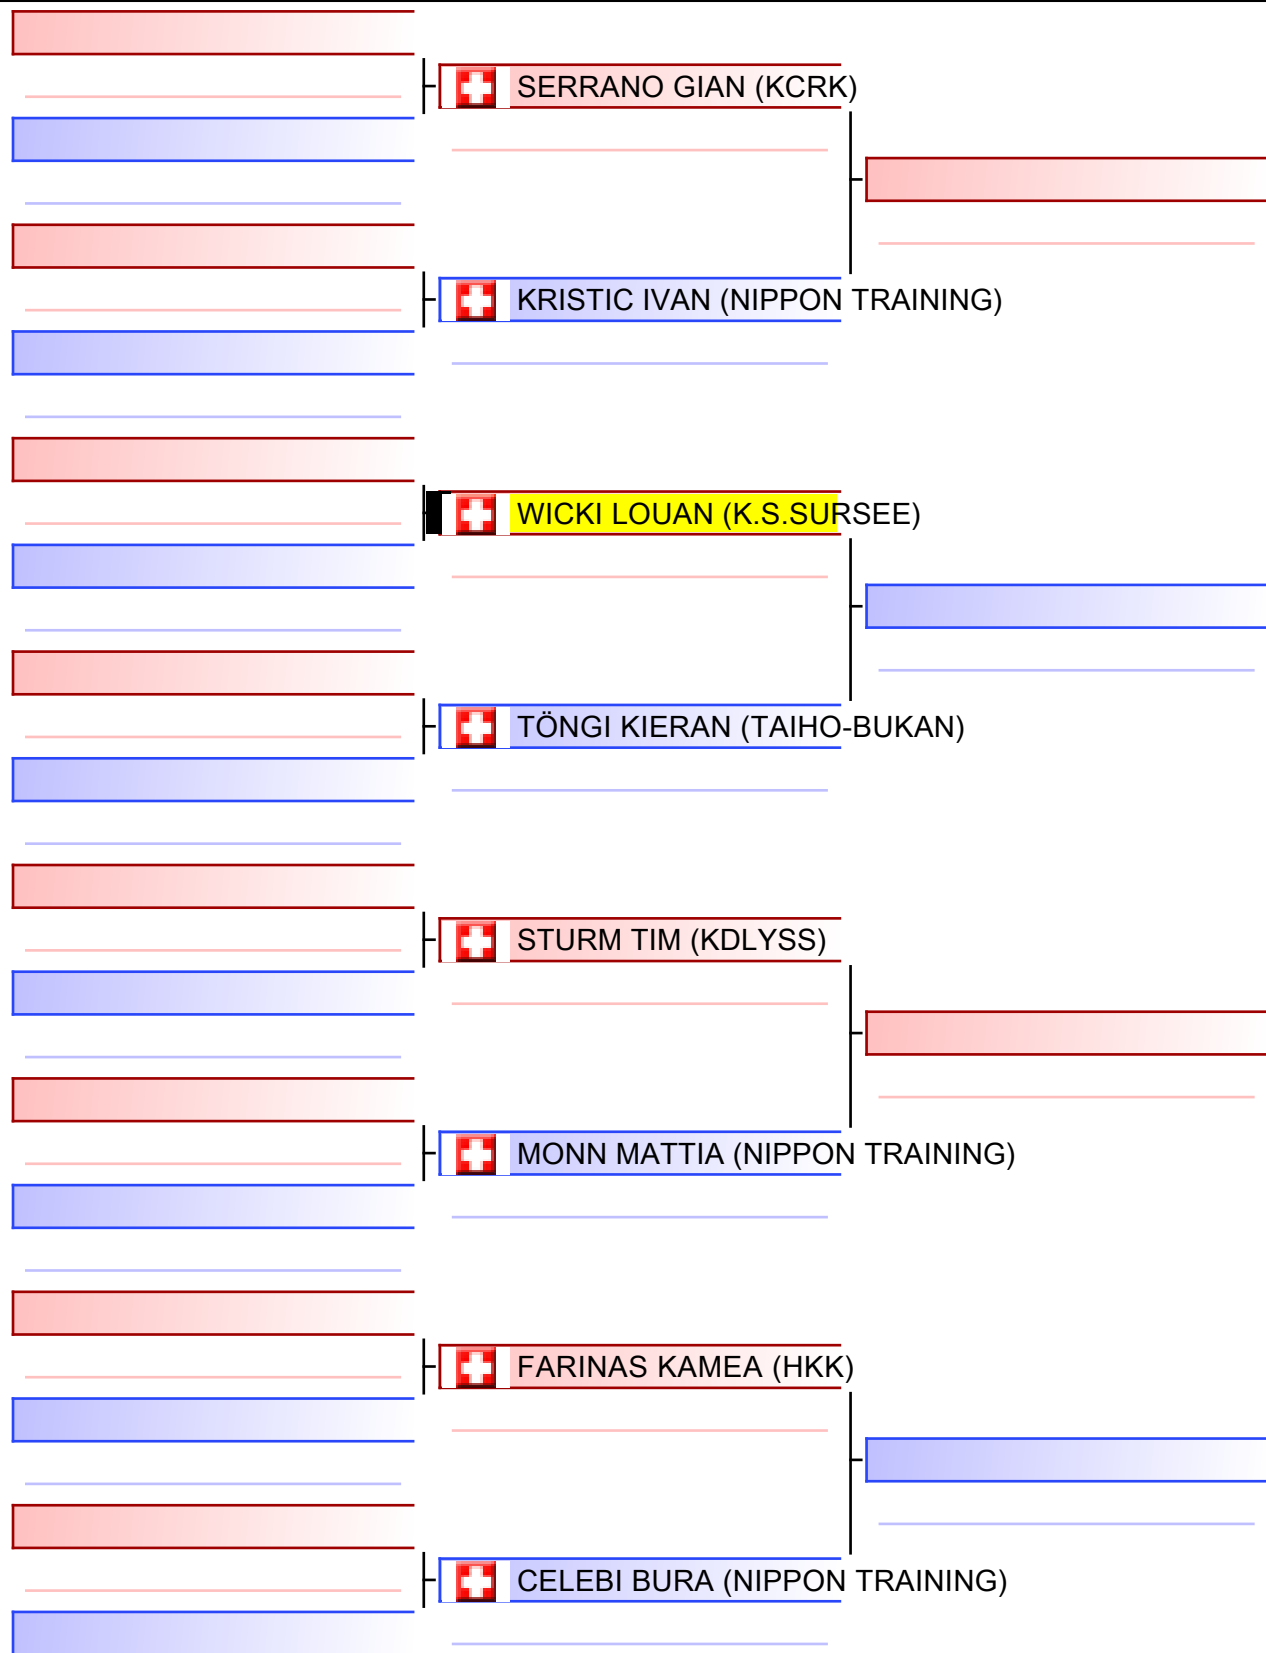 SERRANO GIAN (KCRK)
KRISTIC IVAN (NIPPON TRAINING)
WICKI LOUAN (K.S.SURSEE)
TÖNGI KIERAN (TAIHO-BUKAN)
STURM TIM (KDLYSS)
MONN MATTIA (NIPPON TRAINING)
FARINAS KAMEA (HKK)
CELEBI BURA (NIPPON TRAINING)